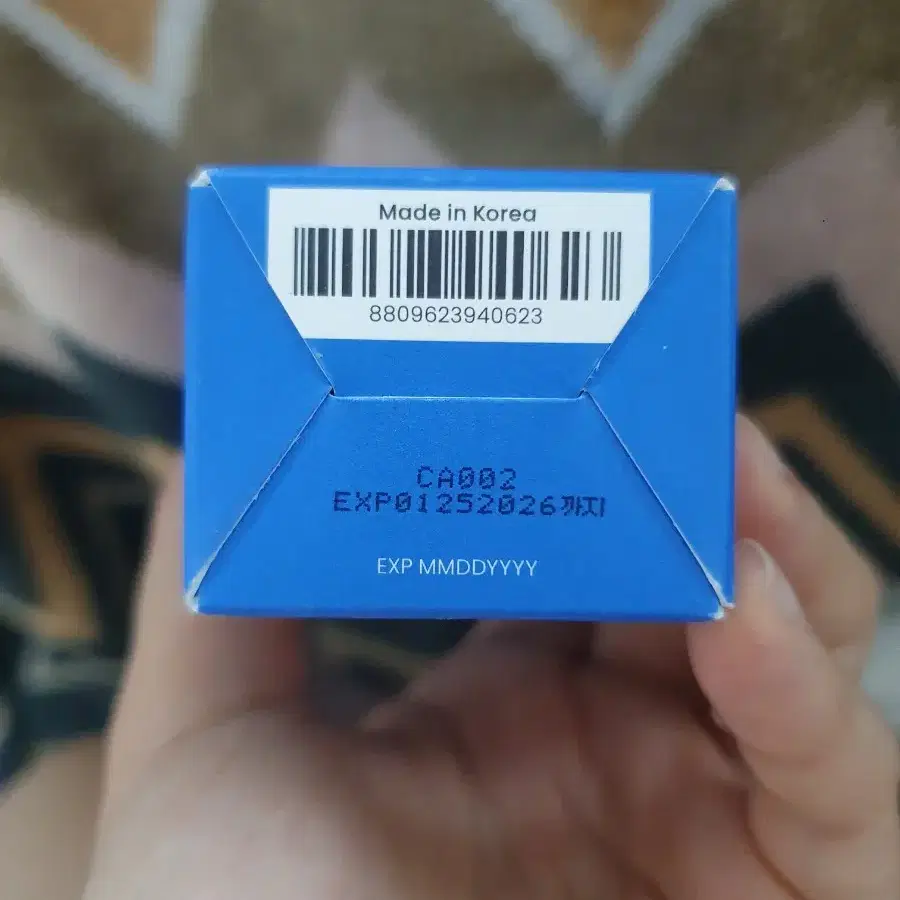 Made in Korea
8809623940623
CA002
EXP01252026까지
EXP MMDDYYYY